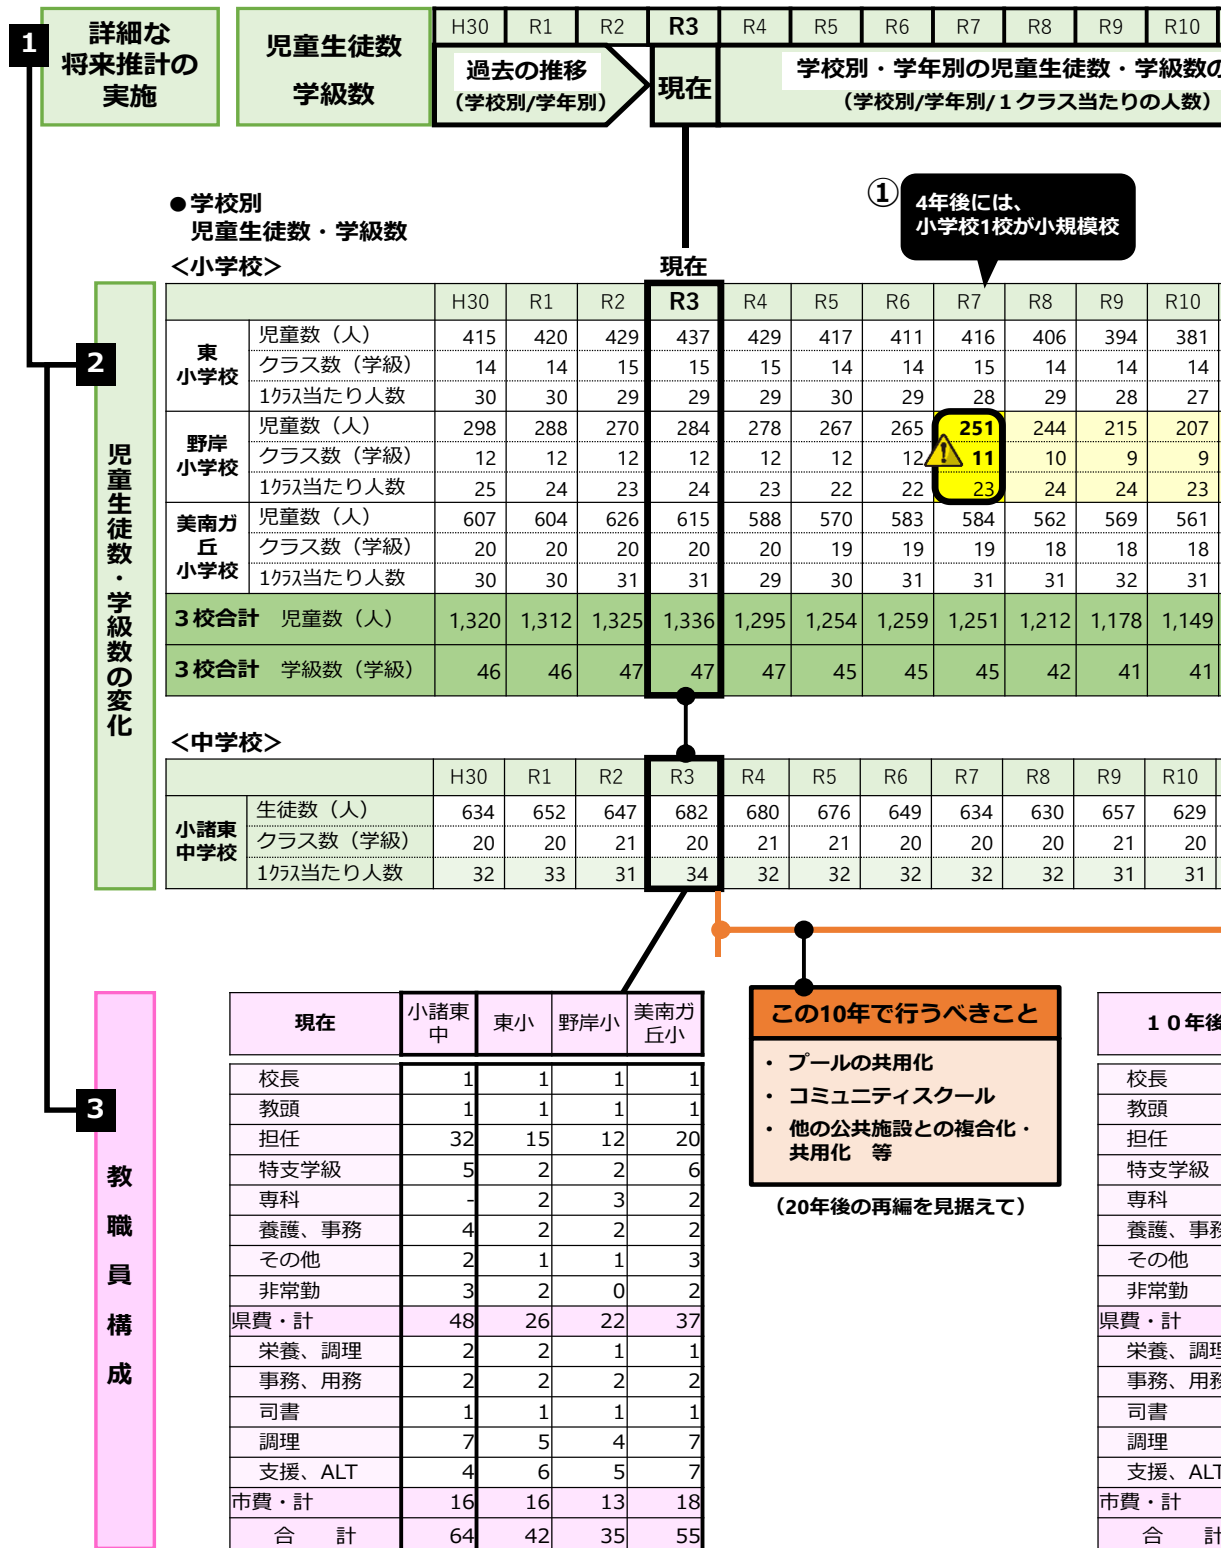 1
詳細な
将来推計の
実施
児童生徒数
学級数
H30 R1 R2 R3 R4 R5 R6 R7 R8 R9 R10
過去の推移
（学校別/学年別）
現在
学校別・学年別の児童生徒数・学級数の
（学校別/学年別/１クラス当たりの人数）
●学校別
児童生徒数・学級数
①
4年後には、
小学校1校が小規模校
＜小学校＞
現在
2
児童生徒数・学級数の変化
H30 R1 R2 R3 R4 R5 R6 R7 R8 R9 R10
東
小学校
児童数（人） 415 420 429 437 429 417 411 416 406 394 381
クラス数（学級） 14 14 15 15 15 14 14 15 14 14 14
1クラス当たり人数 30 30 29 29 29 30 29 28 29 28 27
野岸
小学校
児童数（人） 298 288 270 284 278 267 265 251 244 215 207
クラス数（学級） 12 12 12 12 12 12 12 11 10 9 9
1クラス当たり人数 25 24 23 24 23 22 22 23 24 24 23
美南ガ
丘
小学校
児童数（人） 607 604 626 615 588 570 583 584 562 569 561
クラス数（学級） 20 20 20 20 20 19 19 19 18 18 18
1クラス当たり人数 30 30 31 31 29 30 31 31 31 32 31
３校合計 児童数（人） 1,320 1,312 1,325 1,336 1,295 1,254 1,259 1,251 1,212 1,178 1,149
３校合計 学級数（学級） 46 46 47 47 47 45 45 45 42 41 41
＜中学校＞
H30 R1 R2 R3 R4 R5 R6 R7 R8 R9 R10
小諸東
中学校
生徒数（人） 634 652 647 682 680 676 649 634 630 657 629
クラス数（学級） 20 20 21 20 21 21 20 20 20 21 20
1クラス当たり人数 32 33 31 34 32 32 32 32 32 31 31
3
教職員構成
現在 小諸東中 東小 野岸小 美南ガ丘小
校長 1 1 1 1
教頭 1 1 1 1
担任 32 15 12 20
特支学級 5 2 2 6
専科 - 2 3 2
養護、事務 4 2 2 2
その他 2 1 1 3
非常勤 3 2 0 2
県費・計 48 26 22 37
栄養、調理 2 2 1 1
事務、用務 2 2 2 2
司書 1 1 1 1
調理 7 5 4 7
支援、ALT 4 6 5 7
市費・計 16 16 13 18
合 計 64 42 35 55
この10年で行うべきこと
・ プールの共用化
・ コミュニティスクール
・ 他の公共施設との複合化・
共用化 等
（20年後の再編を見据えて）
１０年後
校長
教頭
担任
特支学級
専科
養護、事務
その他
非常勤
県費・計
栄養、調理
事務、用務
司書
調理
支援、ALT
市費・計
合 計